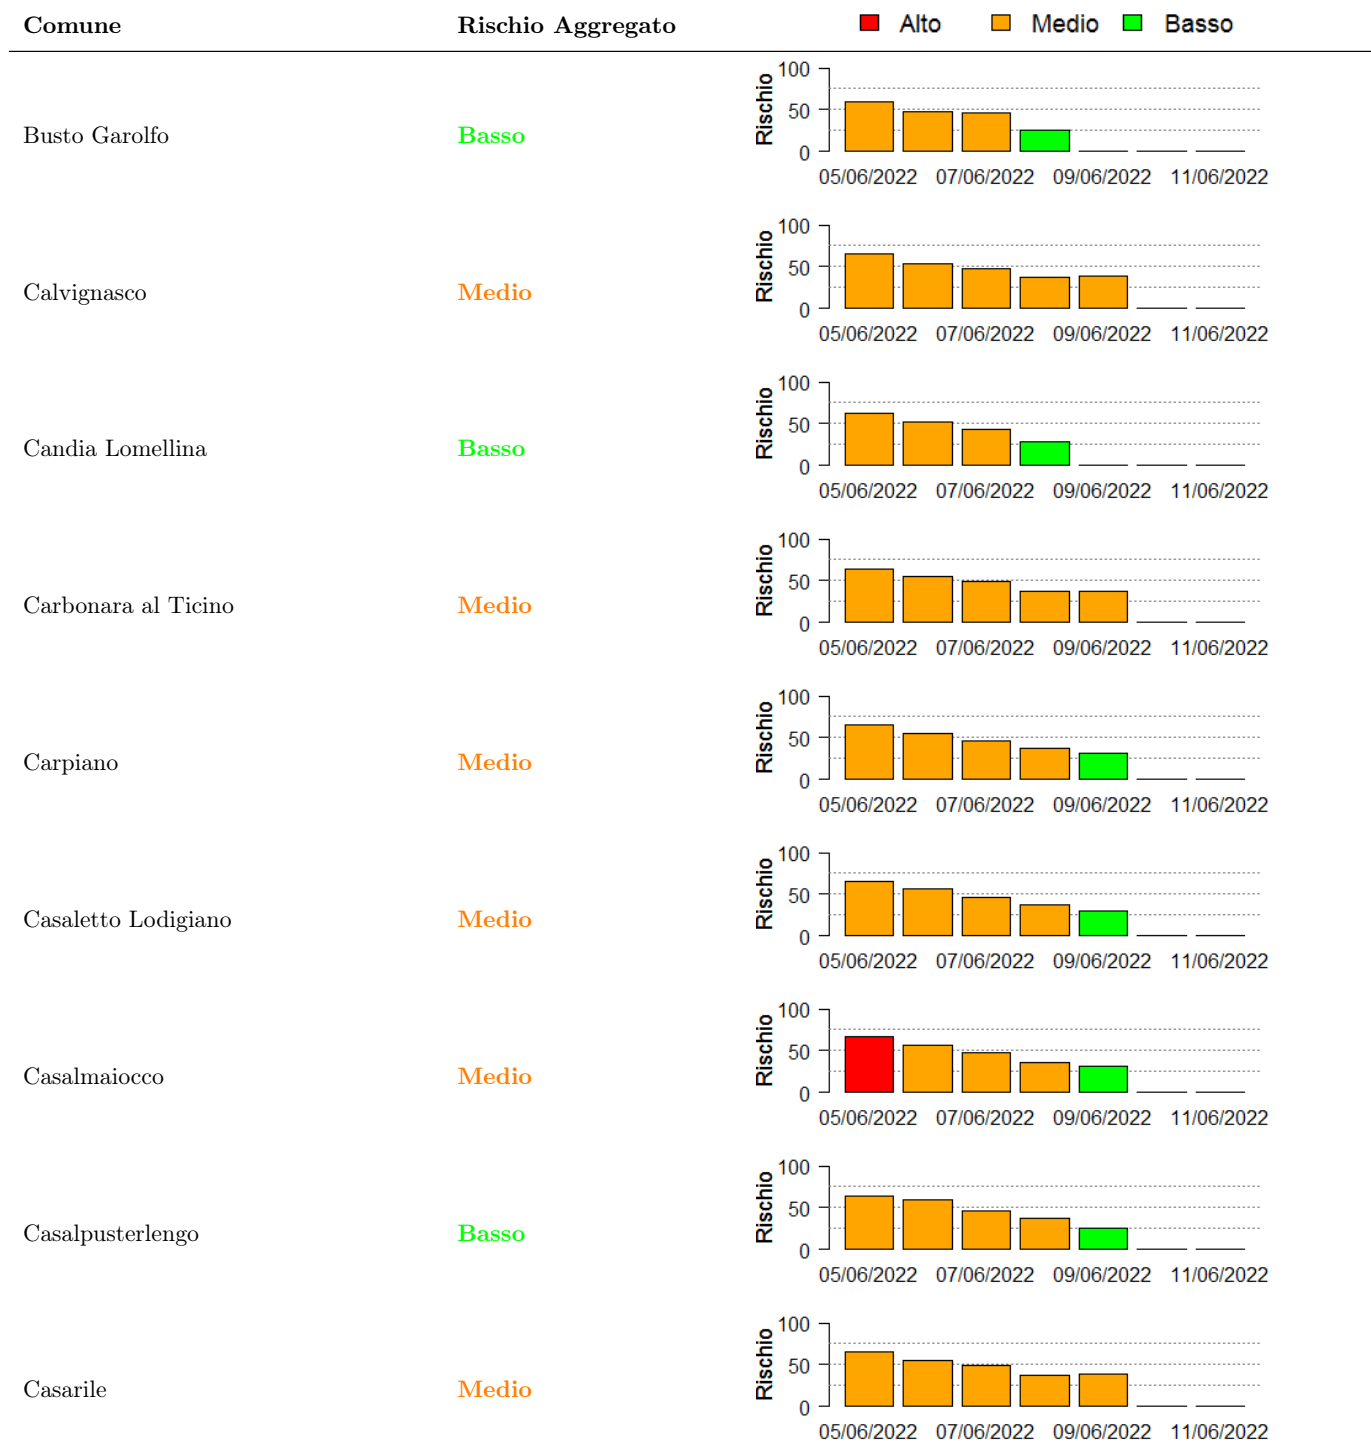 Comune Rischio Aggregato Alto Medio Basso
100
50
0
Rischio
Busto Garolfo Basso
05/06/2022 07/06/2022 09/06/2022 11/06/2022
100
50
0
Rischio
Calvignasco Medio
05/06/2022 07/06/2022 09/06/2022 11/06/2022
100
50
0
Rischio
Candia Lomellina Basso
05/06/2022 07/06/2022 09/06/2022 11/06/2022
100
50
0
Rischio
Carbonara al Ticino Medio
05/06/2022 07/06/2022 09/06/2022 11/06/2022
100
50
0
Rischio
Carpiano Medio
05/06/2022 07/06/2022 09/06/2022 11/06/2022
100
50
0
Rischio
Casaletto Lodigiano Medio
05/06/2022 07/06/2022 09/06/2022 11/06/2022
100
50
0
Rischio
Casalmaiocco Medio
05/06/2022 07/06/2022 09/06/2022 11/06/2022
100
50
0
Rischio
Casalpusterlengo Basso
05/06/2022 07/06/2022 09/06/2022 11/06/2022
100
50
0
Rischio
Casarile Medio
05/06/2022 07/06/2022 09/06/2022 11/06/2022